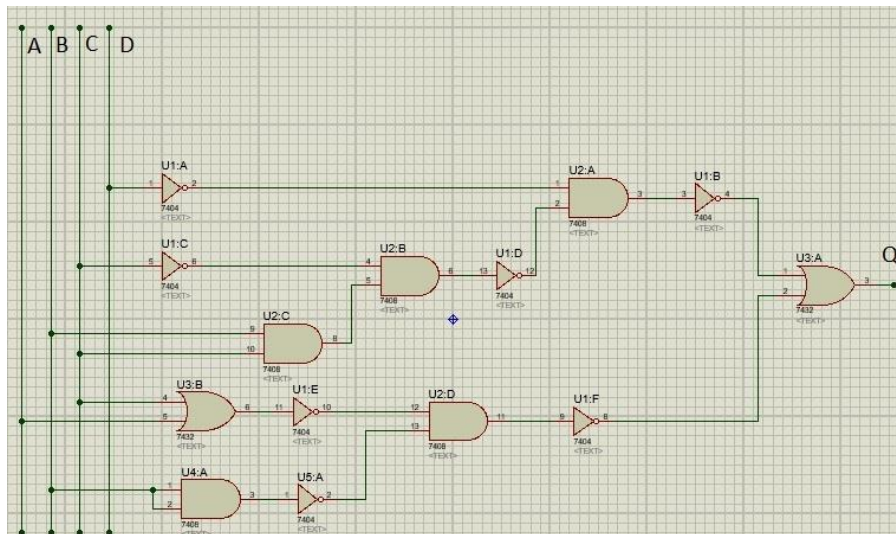 A B C D
U1:A
1 2
7404
<TEXT>
U2:A
1 3
2
7408
<TEXT>
U1:B
3 4
7404
<TEXT>
U1:C
5 6
7404
<TEXT>
U2:B
4 6
5
7408
<TEXT>
U1:D
13 12
7404
<TEXT>
U3:A
1 3
2
7432
<TEXT>
Q
U2:C
9 8
10
7408
<TEXT>
U3:B
4 6
5
7432
<TEXT>
U1:E
11 10
7404
<TEXT>
U2:D
12 11
13
7408
<TEXT>
U1:F
9 8
7404
<TEXT>
U4:A
1 3
2
7408
<TEXT>
U5:A
1 2
7404
<TEXT>